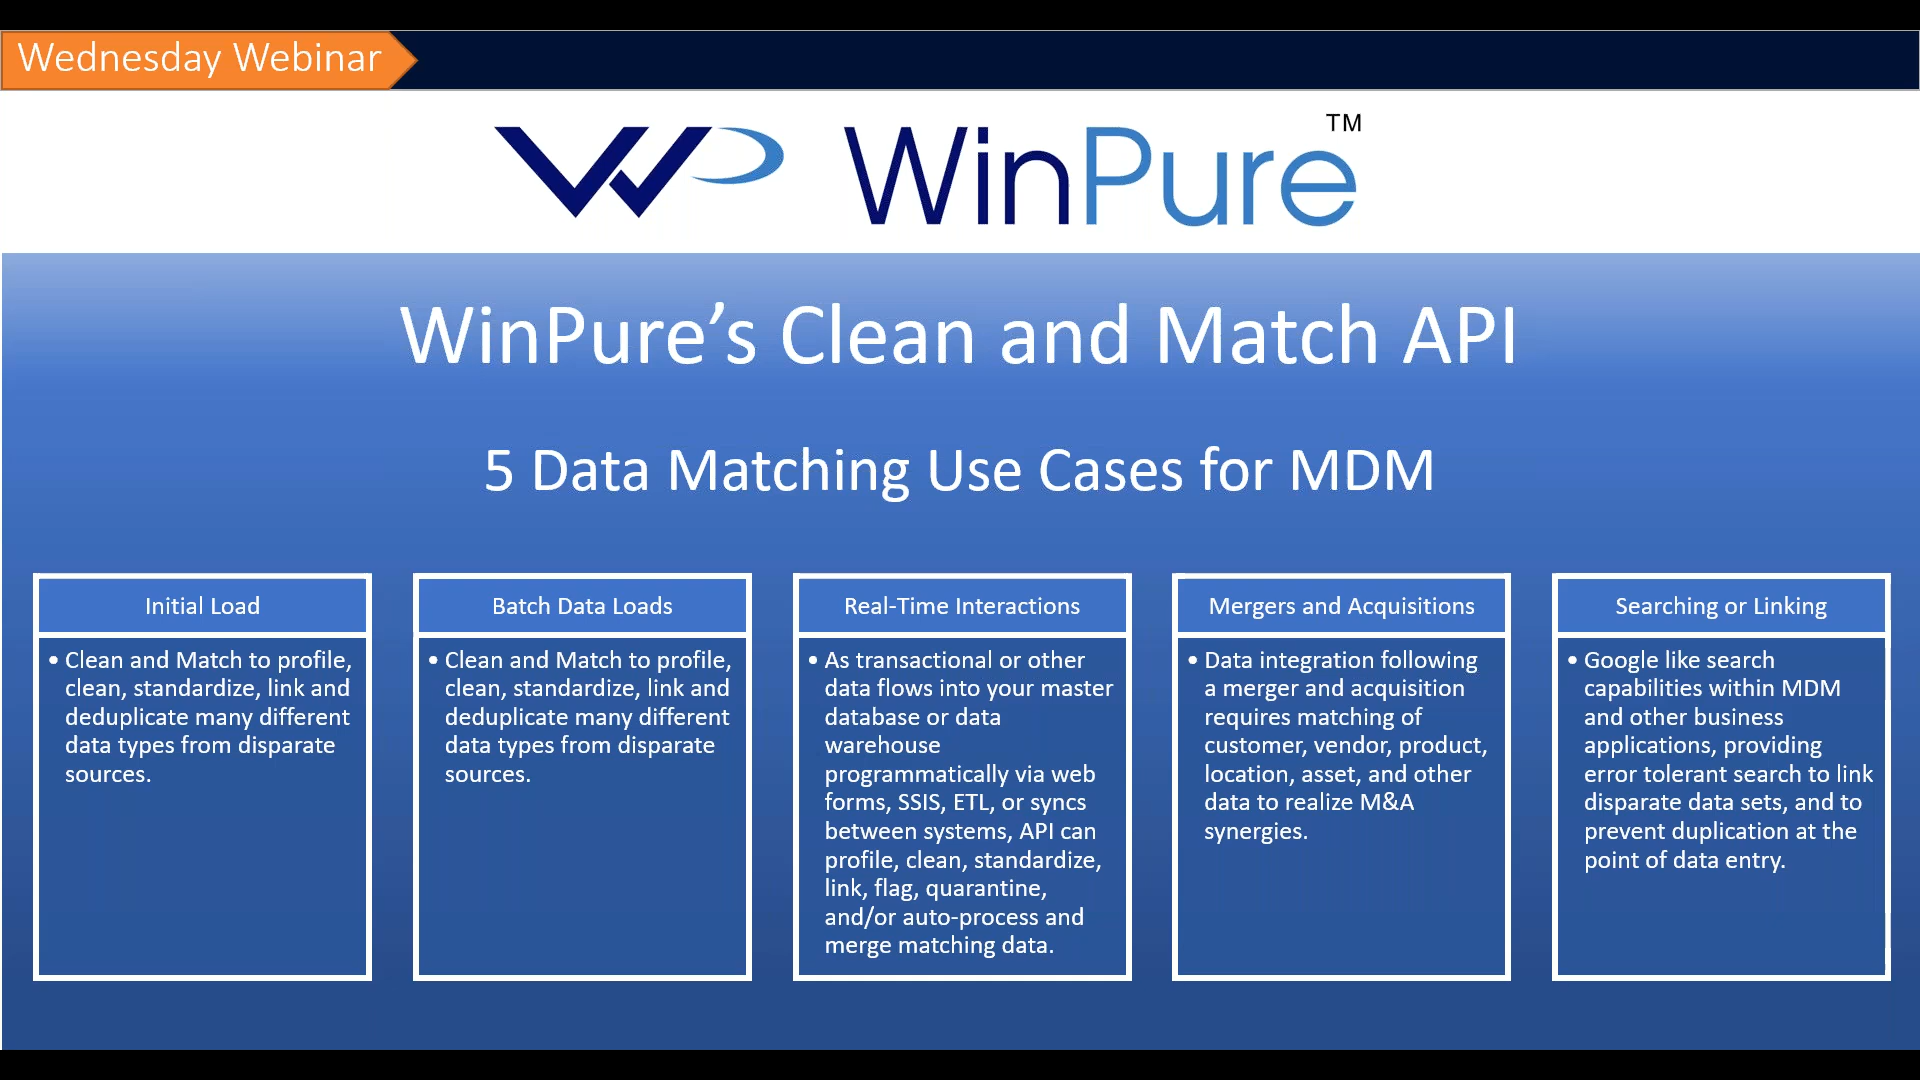 Wednesday Webinar
WP WinPure™
WinPure’s Clean and Match API
5 Data Matching Use Cases for MDM
Initial Load
• Clean and Match to profile,
clean, standardize, link and
deduplicate many different
data types from disparate
sources.
Batch Data Loads
• Clean and Match to profile,
clean, standardize, link and
deduplicate many different
data types from disparate
sources.
Real-Time Interactions
• As transactional or other
data flows into your master
database or data
warehouse
programmatically via web
forms, SSIS, ETL, or syncs
between systems, API can
profile, clean, standardize,
link, flag, quarantine,
and/or auto-process and
merge matching data.
Mergers and Acquisitions
• Data integration following
a merger and acquisition
requires matching of
customer, vendor, product,
location, asset, and other
data to realize M&A
synergies.
Searching or Linking
• Google like search
capabilities within MDM
and other business
applications, providing
error tolerant search to link
disparate data sets, and to
prevent duplication at the
point of data entry.